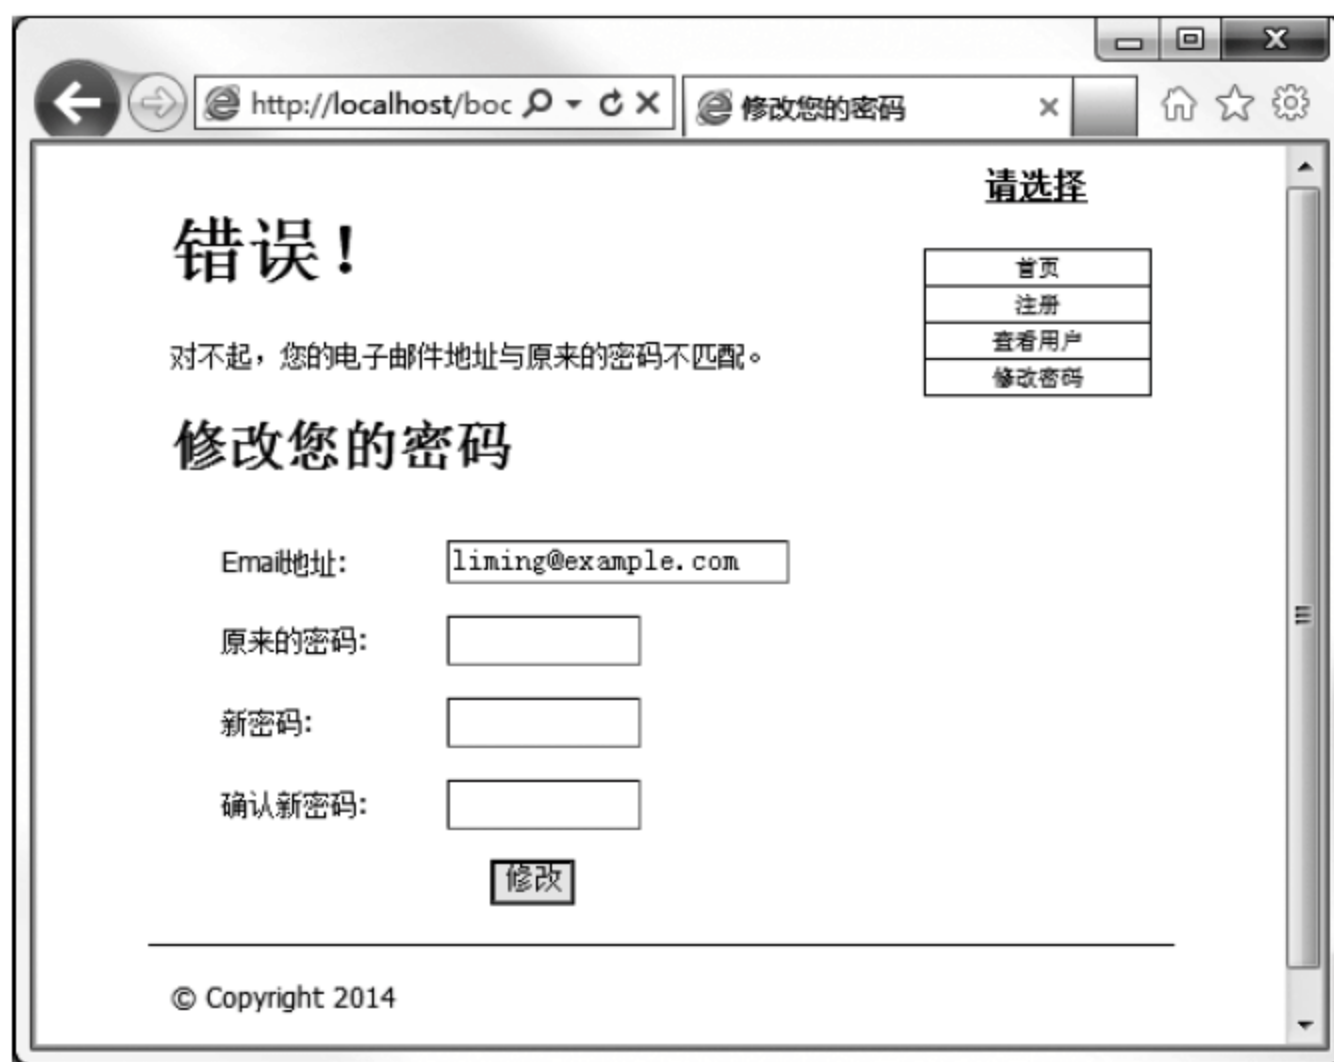 http://localhost/boc
修改您的密码
请选择
首页
注册
查看用户
修改密码
错误！
对不起，您的电子邮件地址与原来的密码不匹配。
修改您的密码
Email地址:
liming@example.com
原来的密码:
新密码:
确认新密码:
修改
© Copyright 2014